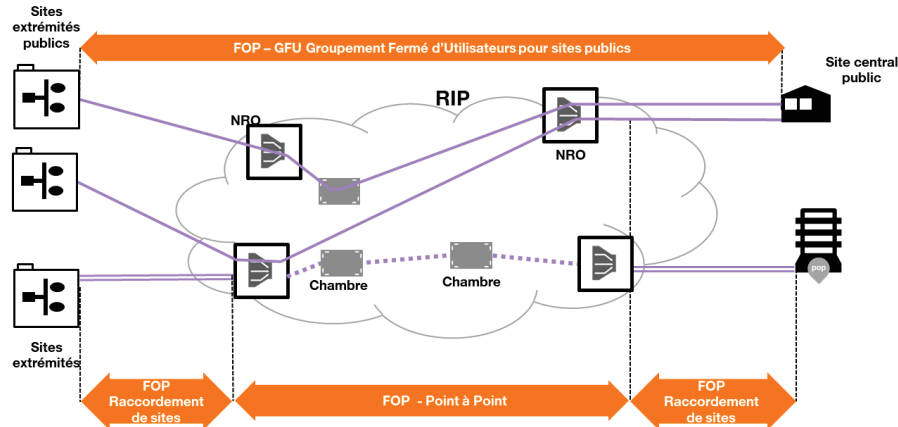 Sites
extrémités
publics
FOP – GFU Groupement Fermé d'Utilisateurs pour sites publics
Site central
public
RIP
NRO
NRO
Chambre
Chambre
pop
Sites
extrémités
FOP
Raccordement
de sites
FOP - Point à Point
FOP
Raccordement
de sites